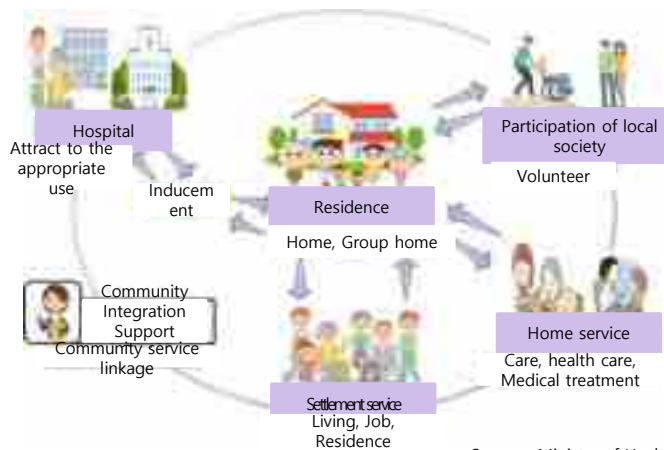 Hospital
Attract to the
appropriate
use
Inducem
ent
Residence
Home, Group home
Participation of local
society
Volunteer
Home service
Care, health care,
Medical treatment
Community
Integration
Support
Community service
linkage
Settlement service
Living, Job,
Residence